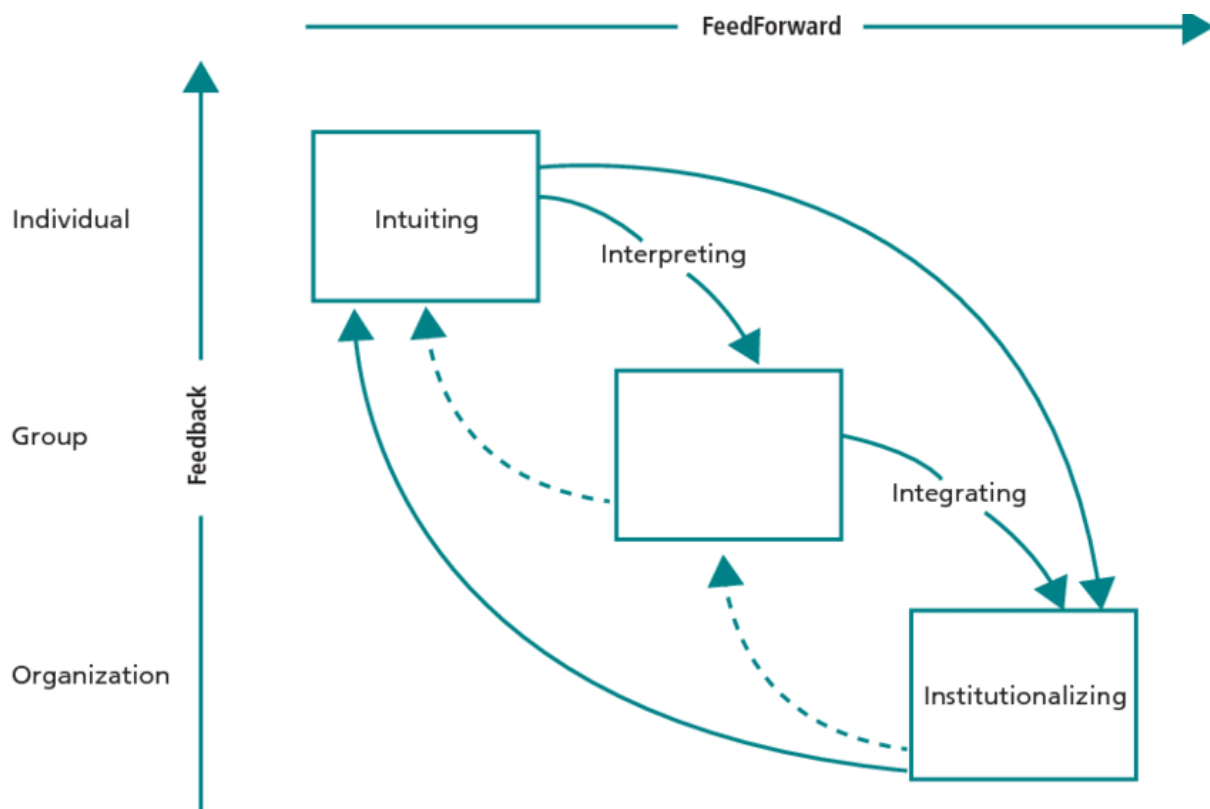 FeedForward
Individual
Intuiting
Interpreting
Group
Feedback
Integrating
Organization
Institutionalizing